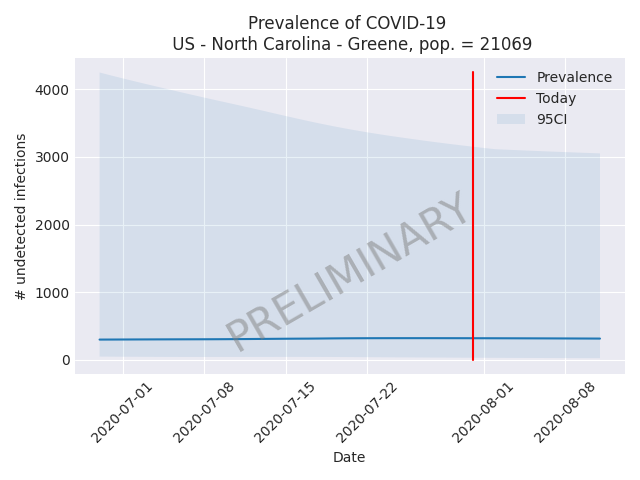 Prevalence of COVID-19
US - North Carolina - Greene, pop. = 21069
Prevalence
Today
95CI
4000
3000
2000
1000
0
# undetected infections
PRELIMINARY
2020-07-01
2020-07-08
2020-07-15
2020-07-22
2020-08-01
2020-08-08
Date